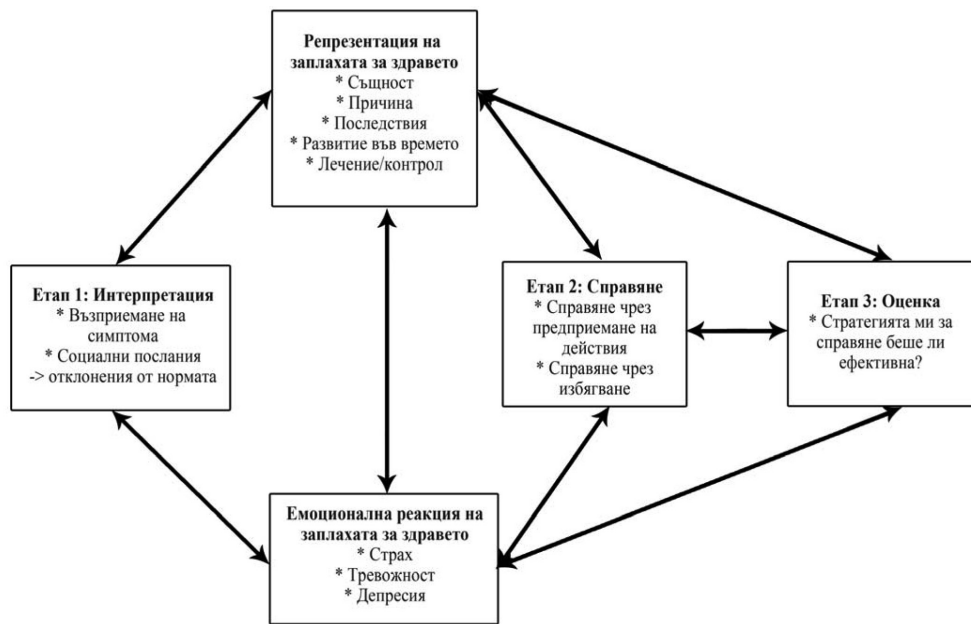 Репрезентация на
заплахата за здравето
* Същност
* Причина
* Последствия
* Развитие във времето
* Лечение/контрол
Етап 1: Интерпретация
* Възприемане на
симптома
* Социални послания
-> отклонения от нормата
Етап 2: Справяне
* Справяне чрез
предприемане на
действия
* Справяне чрез
избягване
Етап 3: Оценка
* Стратегията ми за
справяне беше ли
ефективна?
Емоционална реакция на
заплахата за здравето
* Страх
* Тревожност
* Депресия